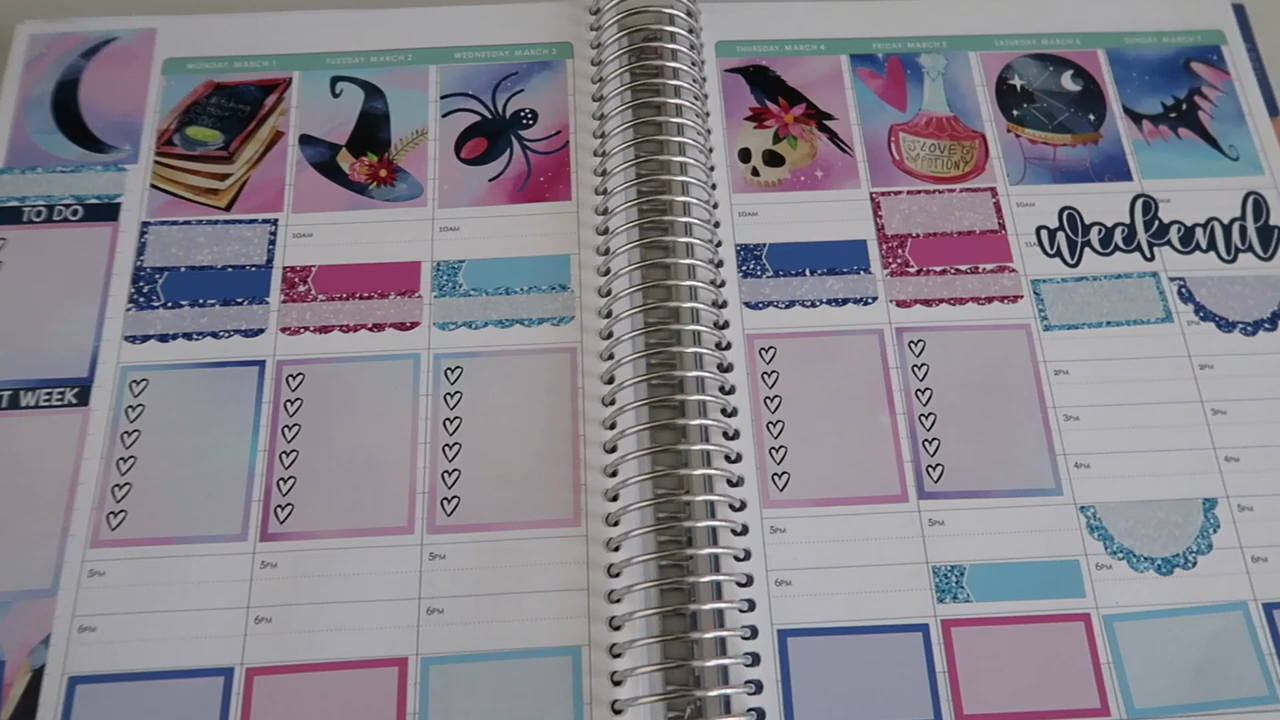 MONDAY, MARCH 1
TUESDAY, MARCH 2
WEDNESDAY, MARCH 3
THURSDAY, MARCH 4
FRIDAY, MARCH 5
SATURDAY, MARCH 6
SUNDAY, MARCH 7
LOVE
POTION
TO DO
10AM
10AM
10AM
10AM
weekend
2PM
2PM
3PM
3PM
4PM
4PM
T WEEK
5PM
5PM
5PM
5PM
5PM
5PM
6PM
6PM
6PM
6PM
6PM
6PM